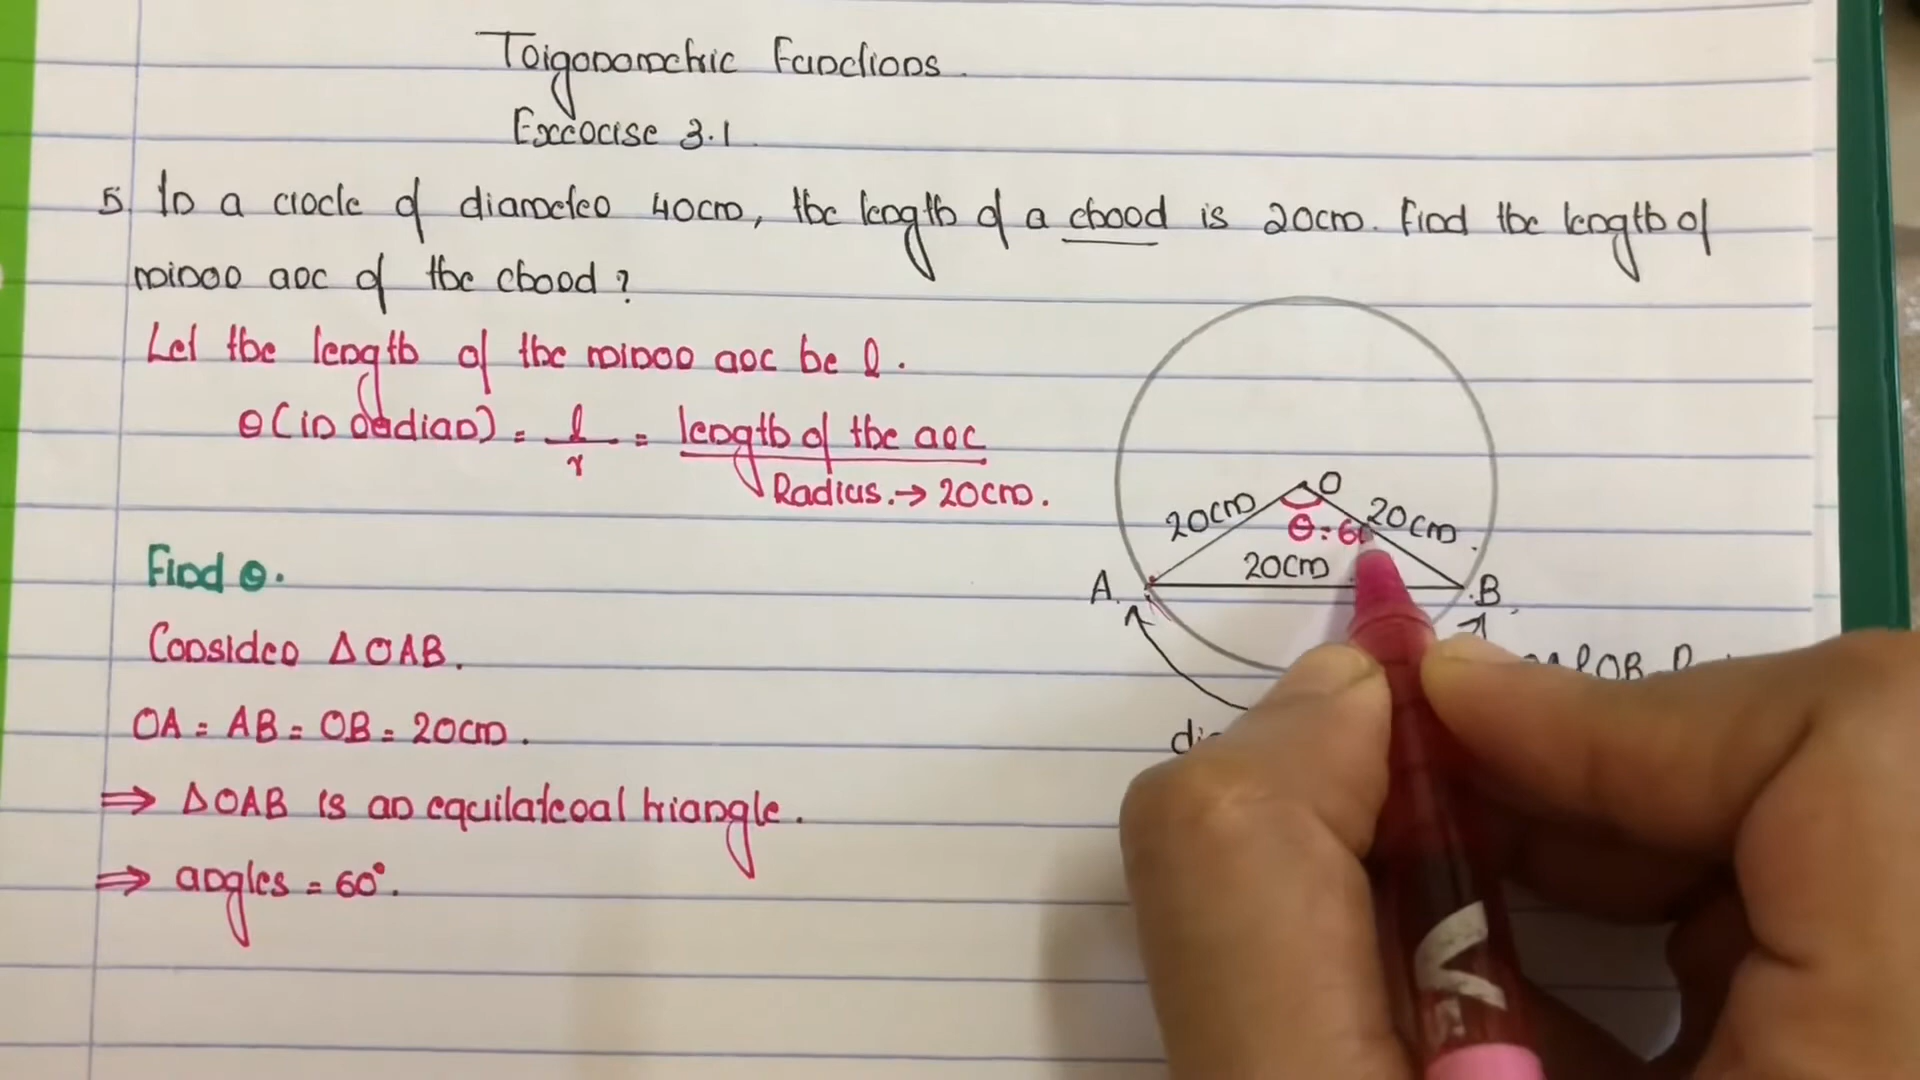 Trigonometric Functions.
Excercise 3.1.
5. In a circle of diameter 40cm, the length of a chord is 20cm. Find the length of
minor arc of the chord?
Let the length of the minor arc be l.
θ (in radian) = l/r = length of the arc / Radius. → 20cm.
O
20cm
20cm.
θ = 60
20cm
A.
.B
Find θ.
Consider ΔOAB.
OA = AB = OB = 20cm.
⇒ ΔOAB is an equilateral triangle.
⇒ angles = 60°.